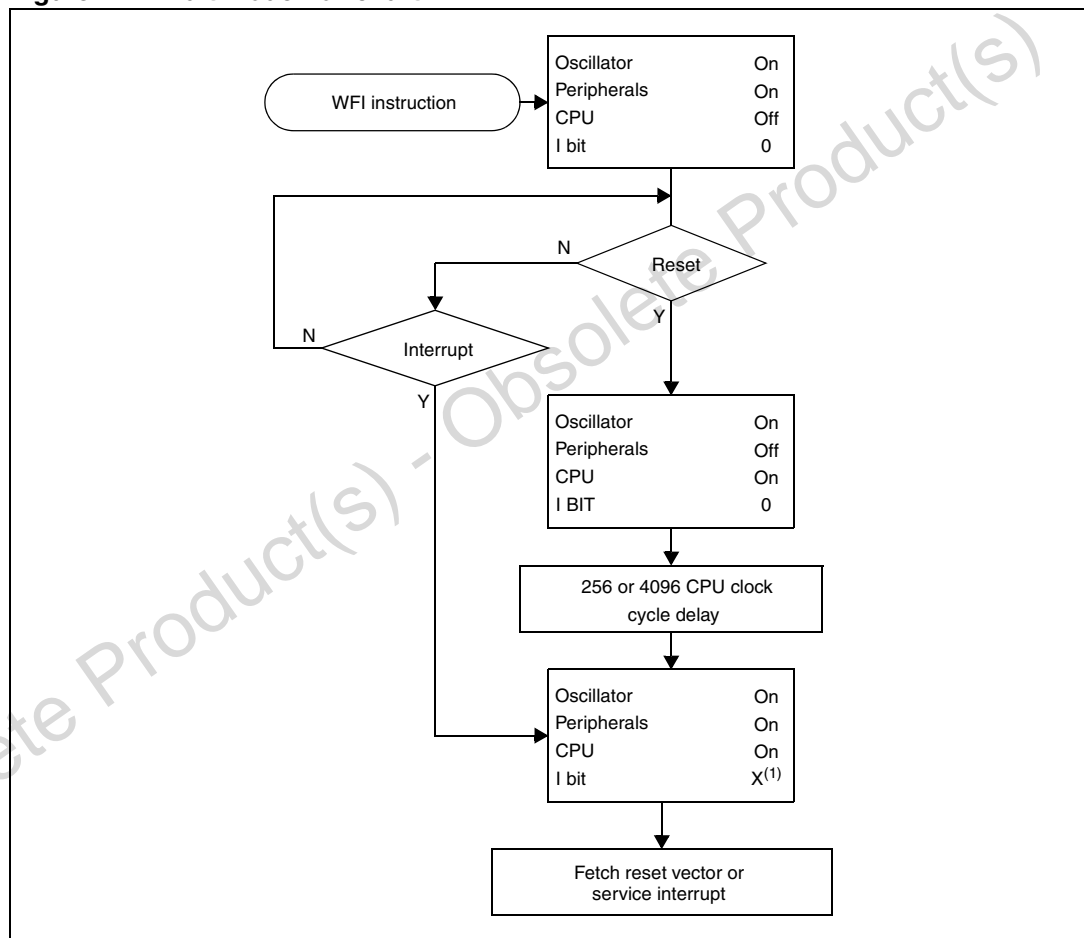 WFI instruction
Oscillator On
Peripherals On
CPU Off
I bit 0
N
Reset
Y
N
Interrupt
Y
Oscillator On
Peripherals Off
CPU On
I BIT 0
256 or 4096 CPU clock
cycle delay
Oscillator On
Peripherals On
CPU On
I bit X(1)
Fetch reset vector or
service interrupt
ete Product(s) - Obsolete Product(s)